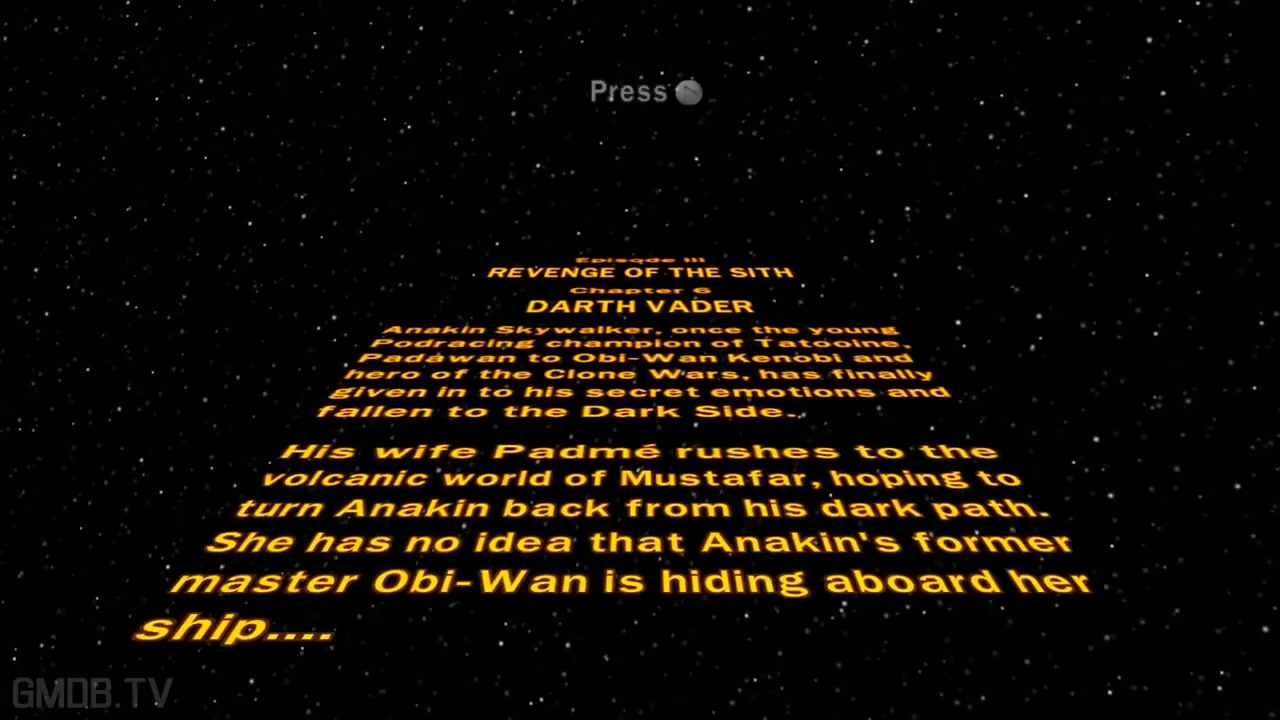 Press
Episode III
REVENGE OF THE SITH
Chapter 6
DARTH VADER
Anakin Skywalker, once the young
Podracing champion of Tatooine,
Padawan to Obi-Wan Kenobi and
hero of the Clone Wars, has finally
given in to his secret emotions and
fallen to the Dark Side.
His wife Padmé rushes to the
volcanic world of Mustafar, hoping to
turn Anakin back from his dark path.
She has no idea that Anakin's former
master Obi-Wan is hiding aboard her
ship....
GMDB.TV